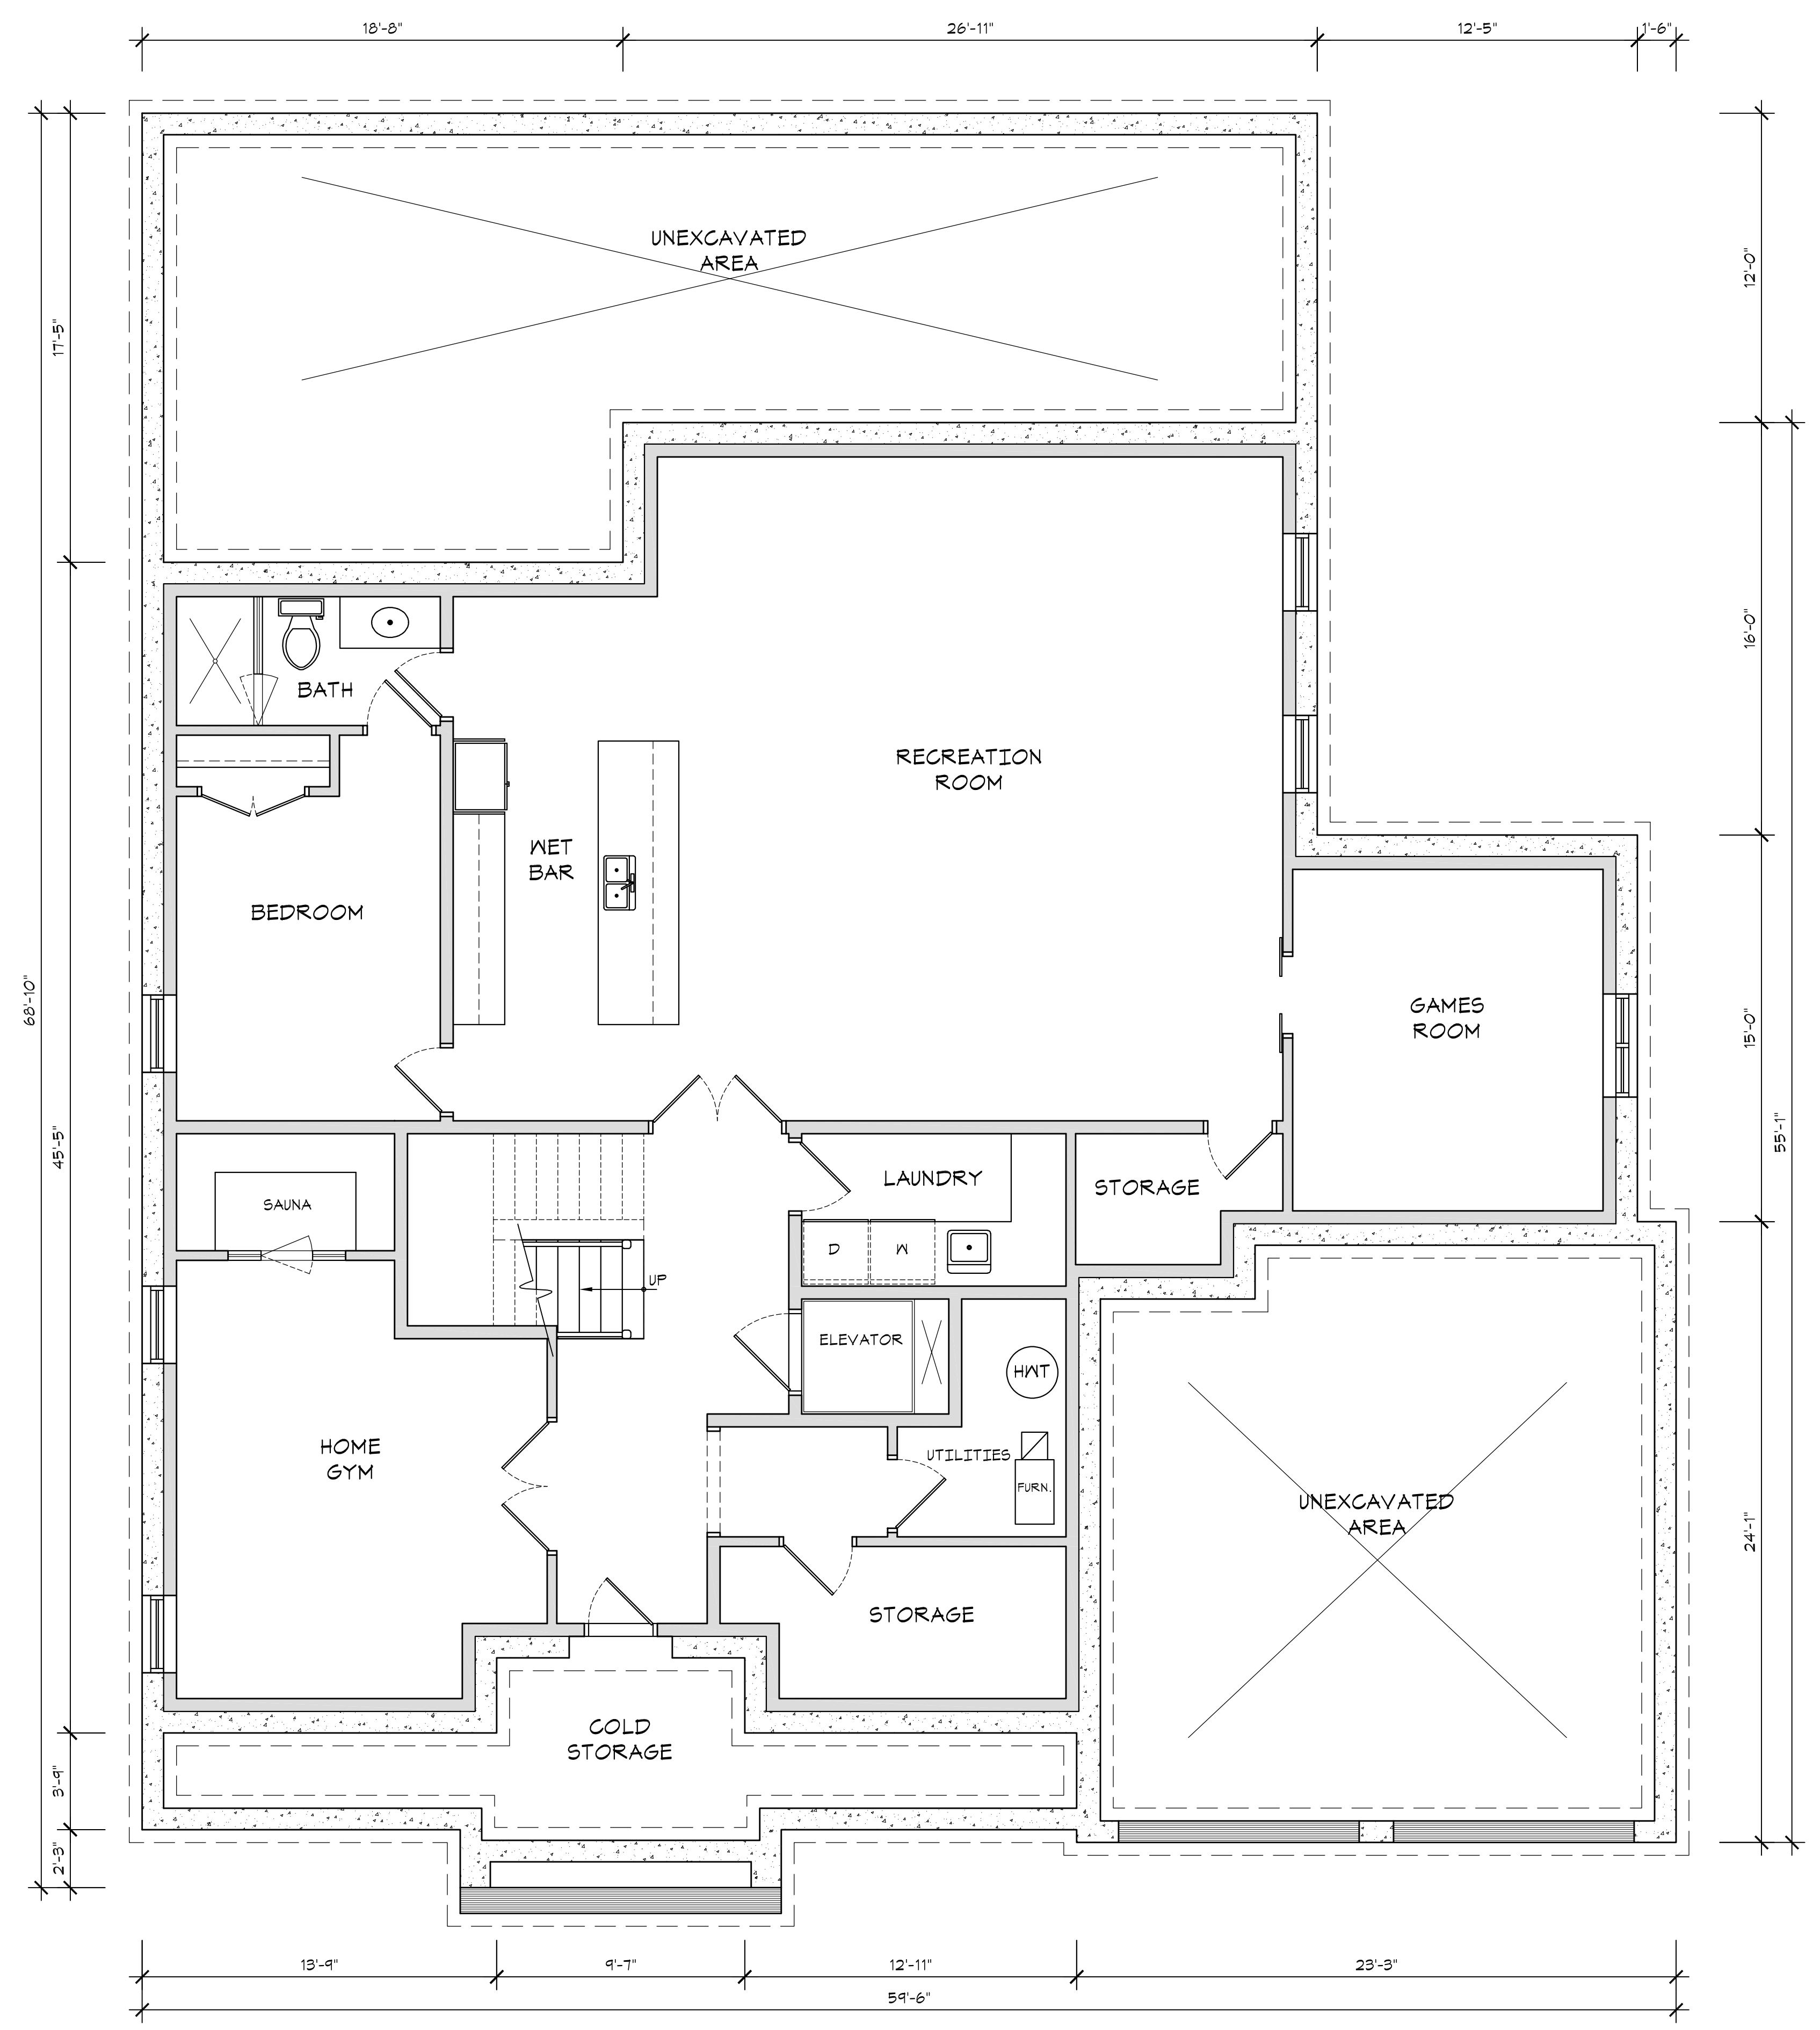 18'-8"
26'-11"
12'-5"
1'-6"
UNEXCAVATED
AREA
12'-0"
17'-5"
16'-0"
BATH
RECREATION
ROOM
WET
BAR
BEDROOM
68'-10"
GAMES
ROOM
15'-0"
55'-1"
45'-5"
LAUNDRY
STORAGE
SAUNA
D
W
UP
ELEVATOR
HWT
HOME
GYM
UTILITIES
FURN.
UNEXCAVATED
AREA
24'-1"
STORAGE
COLD
STORAGE
3'-9"
2'-3"
13'-9"
9'-7"
12'-11"
23'-3"
59'-6"